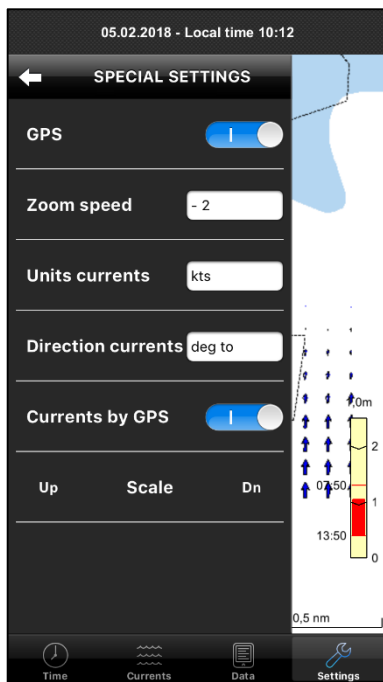 05.02.2018 - Local time 10:12
SPECIAL SETTINGS
GPS
Zoom speed - 2
Units currents kts
Direction currents deg to
Currents by GPS
Up Scale Dn
,0m
2
07:50
1
13:50
0
0,5 nm
Time Currents Data Settings